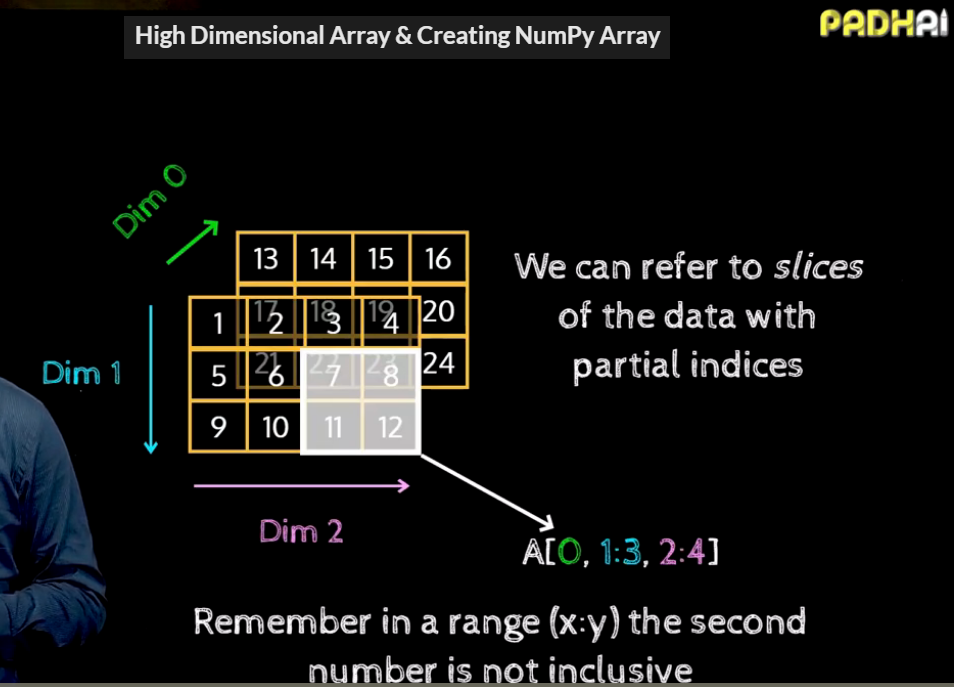 High Dimensional Array & Creating NumPy Array
PADHAI
Dim 0
13 14 15 16
17 18 19 20
21 22 23 24
1 2 3 4
5 6 7 8
9 10 11 12
Dim 1
Dim 2
We can refer to slices
of the data with
partial indices
A[0, 1:3, 2:4]
Remember in a range (x:y) the second
number is not inclusive